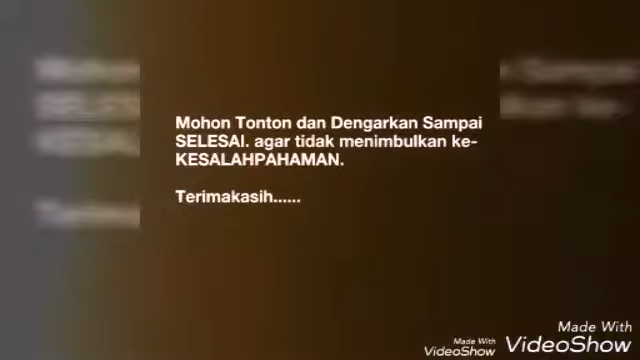 Mohon Tonton dan Dengarkan Sampai
SELESAI. agar tidak menimbulkan ke-
KESALAHPAHAMAN.
Terimakasih......
Made With
VideoShow
Made With
VideoShow